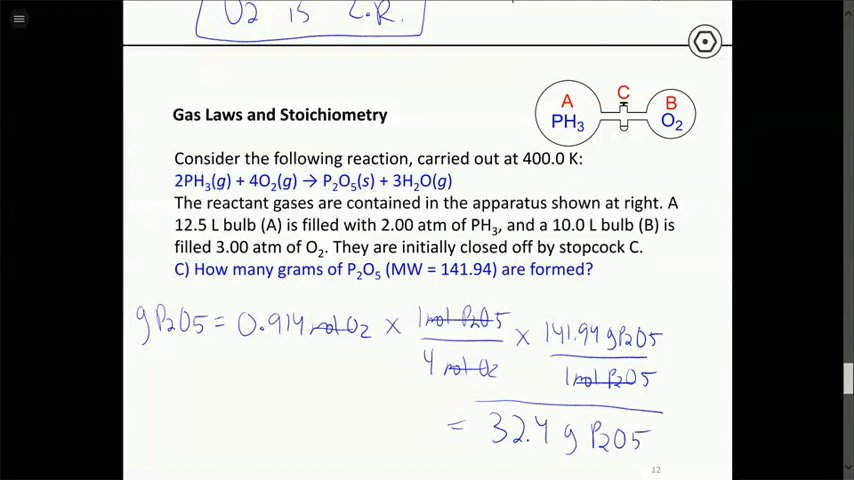 O2 is L.R.
Gas Laws and Stoichiometry
A
PH3
C
B
O2
Consider the following reaction, carried out at 400.0 K:
2PH3(g) + 4O2(g) → P2O5(s) + 3H2O(g)
The reactant gases are contained in the apparatus shown at right. A
12.5 L bulb (A) is filled with 2.00 atm of PH3, and a 10.0 L bulb (B) is
filled 3.00 atm of O2. They are initially closed off by stopcock C.
C) How many grams of P2O5 (MW = 141.94) are formed?
g P2O5 = 0.914 mol O2 x 1 mol P2O5 / 4 mol O2 x 141.94 g P2O5 / 1 mol P2O5
= 32.4 g P2O5
12